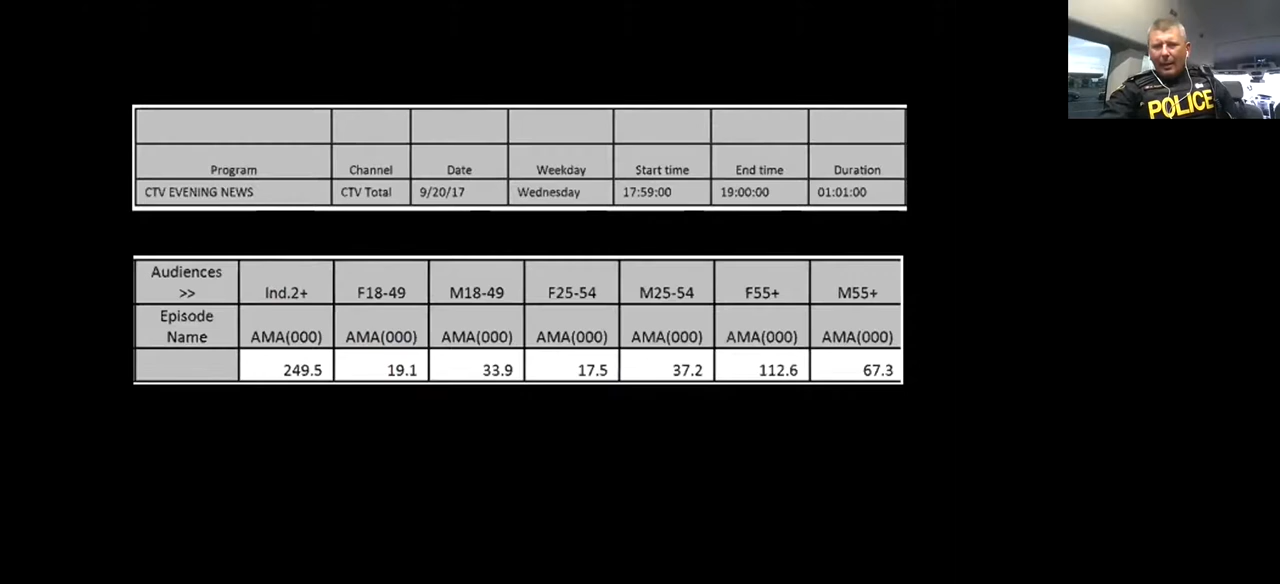 Program Channel Date Weekday Start time End time Duration
CTV EVENING NEWS CTV Total 9/20/17 Wednesday 17:59:00 19:00:00 01:01:00
Audiences
>> Ind.2+ F18-49 M18-49 F25-54 M25-54 F55+ M55+
Episode
Name AMA(000) AMA(000) AMA(000) AMA(000) AMA(000) AMA(000) AMA(000)
249.5 19.1 33.9 17.5 37.2 112.6 67.3
POLICE